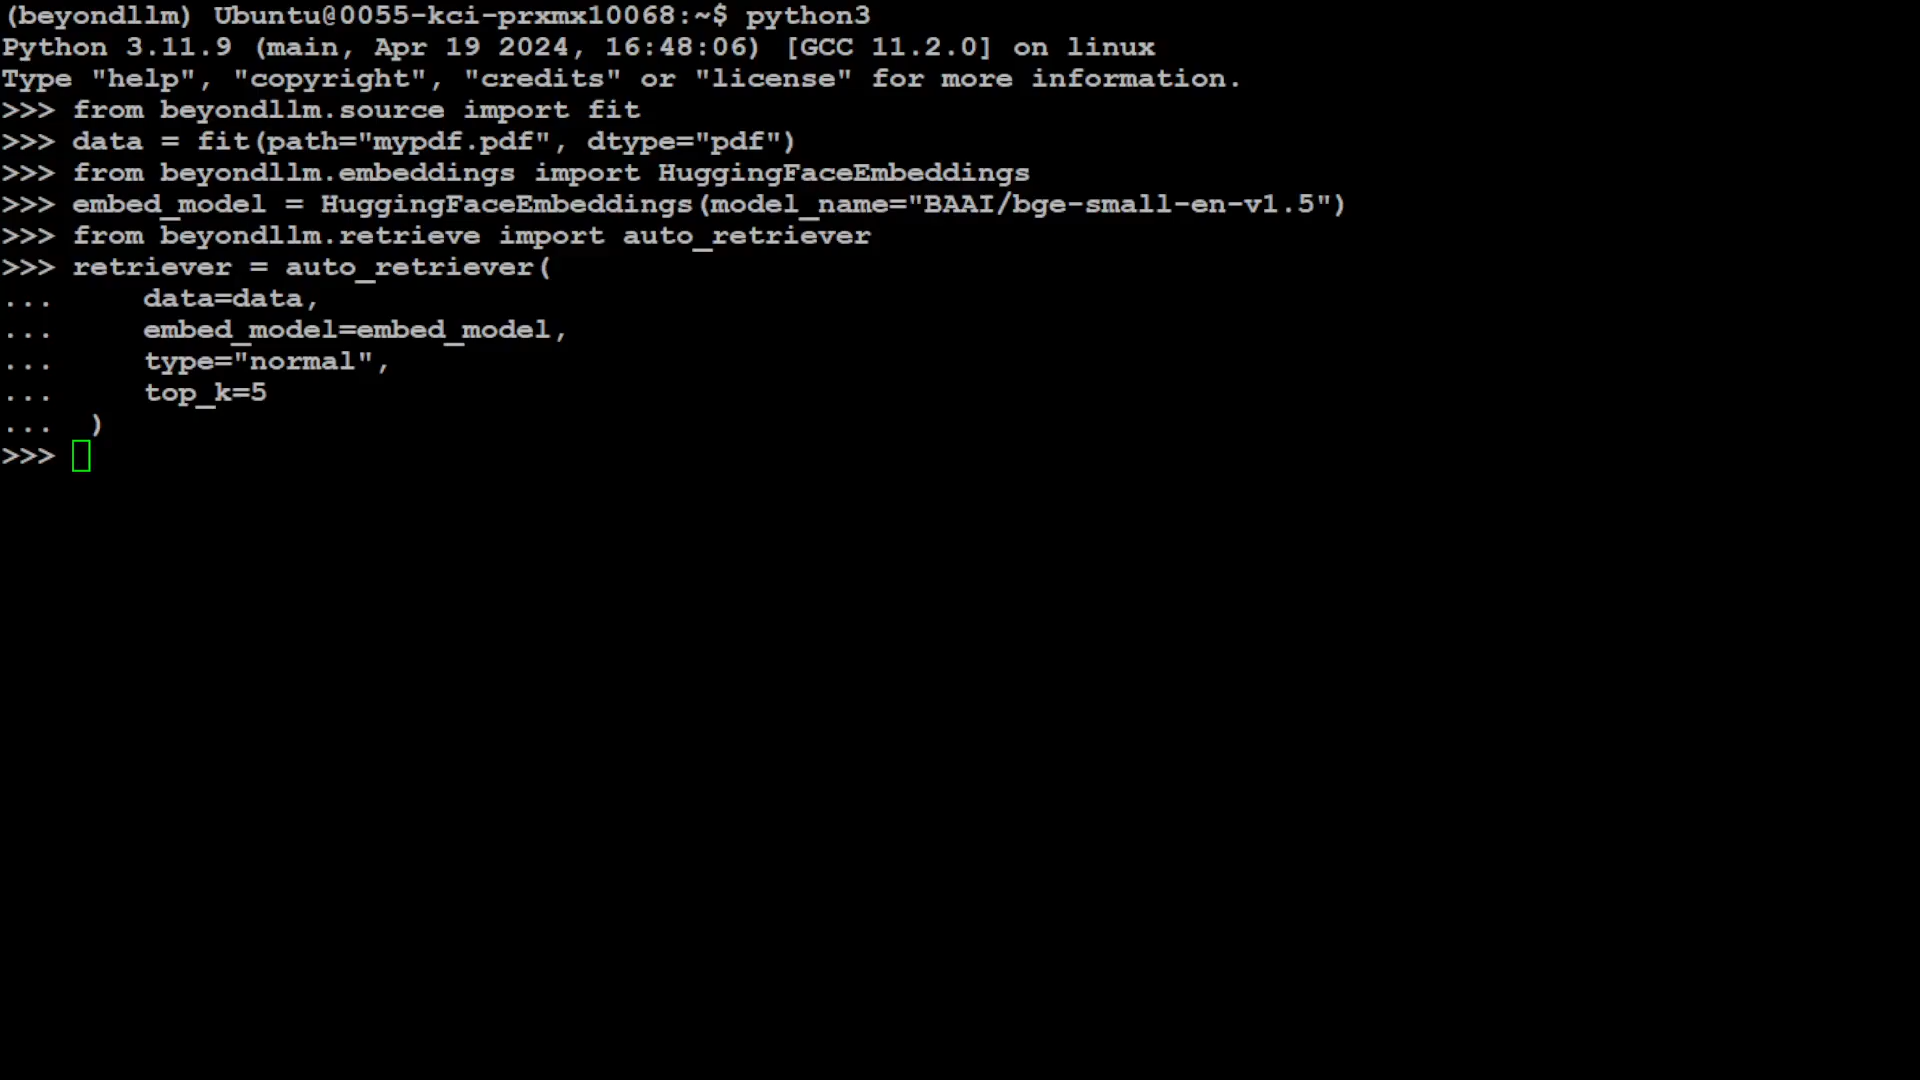 (beyondllm) Ubuntu@0055-kci-prxmx10068:~$ python3
Python 3.11.9 (main, Apr 19 2024, 16:48:06) [GCC 11.2.0] on linux
Type "help", "copyright", "credits" or "license" for more information.
>>> from beyondllm.source import fit
>>> data = fit(path="mypdf.pdf", dtype="pdf")
>>> from beyondllm.embeddings import HuggingFaceEmbeddings
>>> embed_model = HuggingFaceEmbeddings(model_name="BAAI/bge-small-en-v1.5")
>>> from beyondllm.retrieve import auto_retriever
>>> retriever = auto_retriever(
...     data=data,
...     embed_model=embed_model,
...     type="normal",
...     top_k=5
...  )
>>>